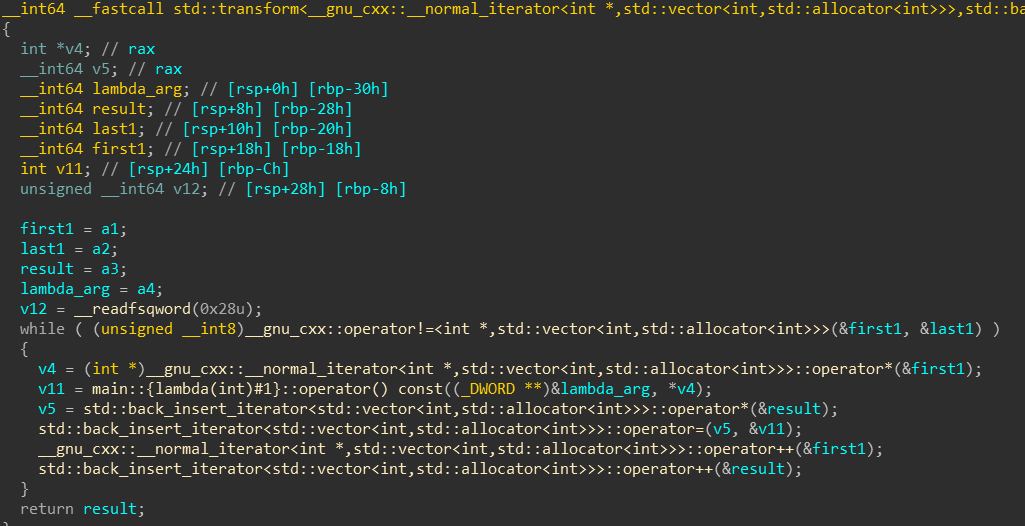 __int64 __fastcall std::transform<__gnu_cxx::__normal_iterator<int *,std::vector<int,std::allocator<int>>>,std::ba
{
  int *v4; // rax
  __int64 v5; // rax
  __int64 lambda_arg; // [rsp+0h] [rbp-30h]
  __int64 result; // [rsp+8h] [rbp-28h]
  __int64 last1; // [rsp+10h] [rbp-20h]
  __int64 first1; // [rsp+18h] [rbp-18h]
  int v11; // [rsp+24h] [rbp-Ch]
  unsigned __int64 v12; // [rsp+28h] [rbp-8h]

  first1 = a1;
  last1 = a2;
  result = a3;
  lambda_arg = a4;
  v12 = __readfsqword(0x28u);
  while ( (unsigned __int8)__gnu_cxx::operator!=<int *,std::vector<int,std::allocator<int>>>(&first1, &last1) )
  {
    v4 = (int *)__gnu_cxx::__normal_iterator<int *,std::vector<int,std::allocator<int>>>::operator*(&first1);
    v11 = main::{lambda(int)#1}::operator() const((_DWORD **)&lambda_arg, *v4);
    v5 = std::back_insert_iterator<std::vector<int,std::allocator<int>>>::operator*(&result);
    std::back_insert_iterator<std::vector<int,std::allocator<int>>>::operator=(v5, &v11);
    __gnu_cxx::__normal_iterator<int *,std::vector<int,std::allocator<int>>>::operator++(&first1);
    std::back_insert_iterator<std::vector<int,std::allocator<int>>>::operator++(&result);
  }
  return result;
}